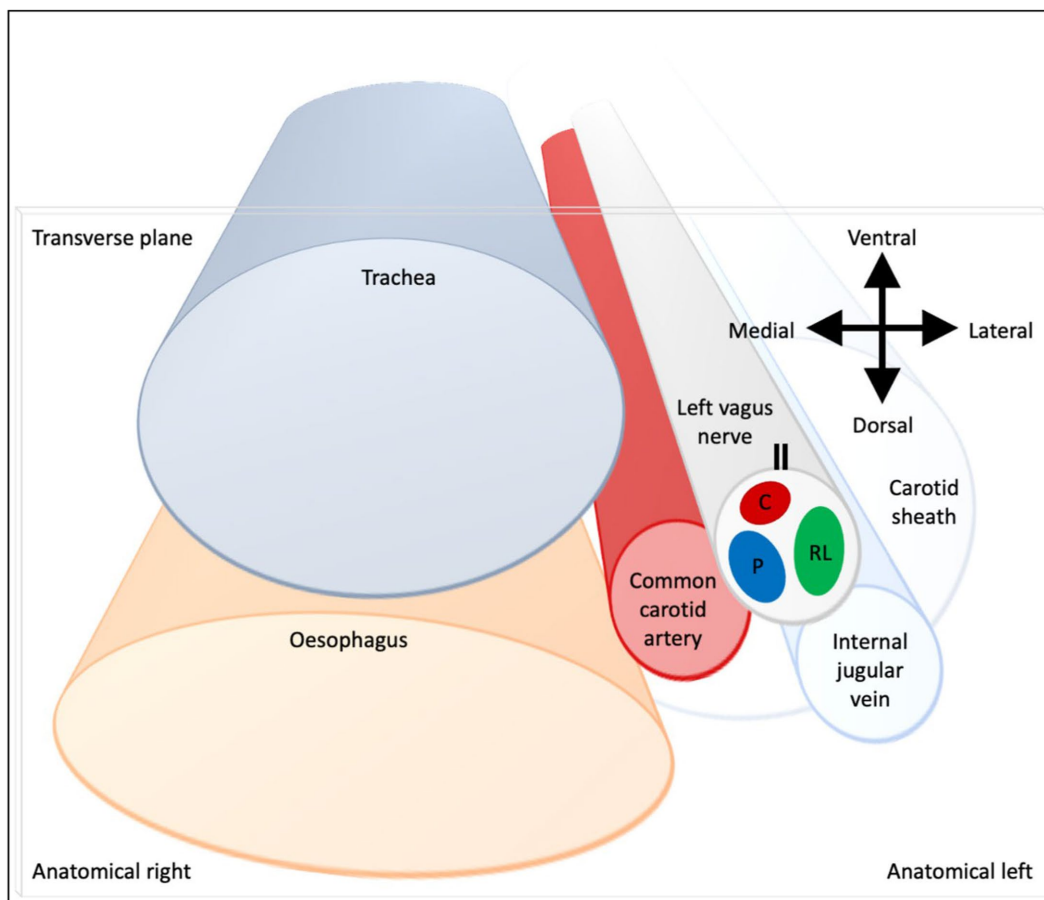 Transverse plane
Ventral
Trachea
Medial
Lateral
Left vagus
nerve
Dorsal
Carotid
sheath
C
P
RL
Common
carotid
artery
Oesophagus
Internal
jugular
vein
Anatomical right
Anatomical left